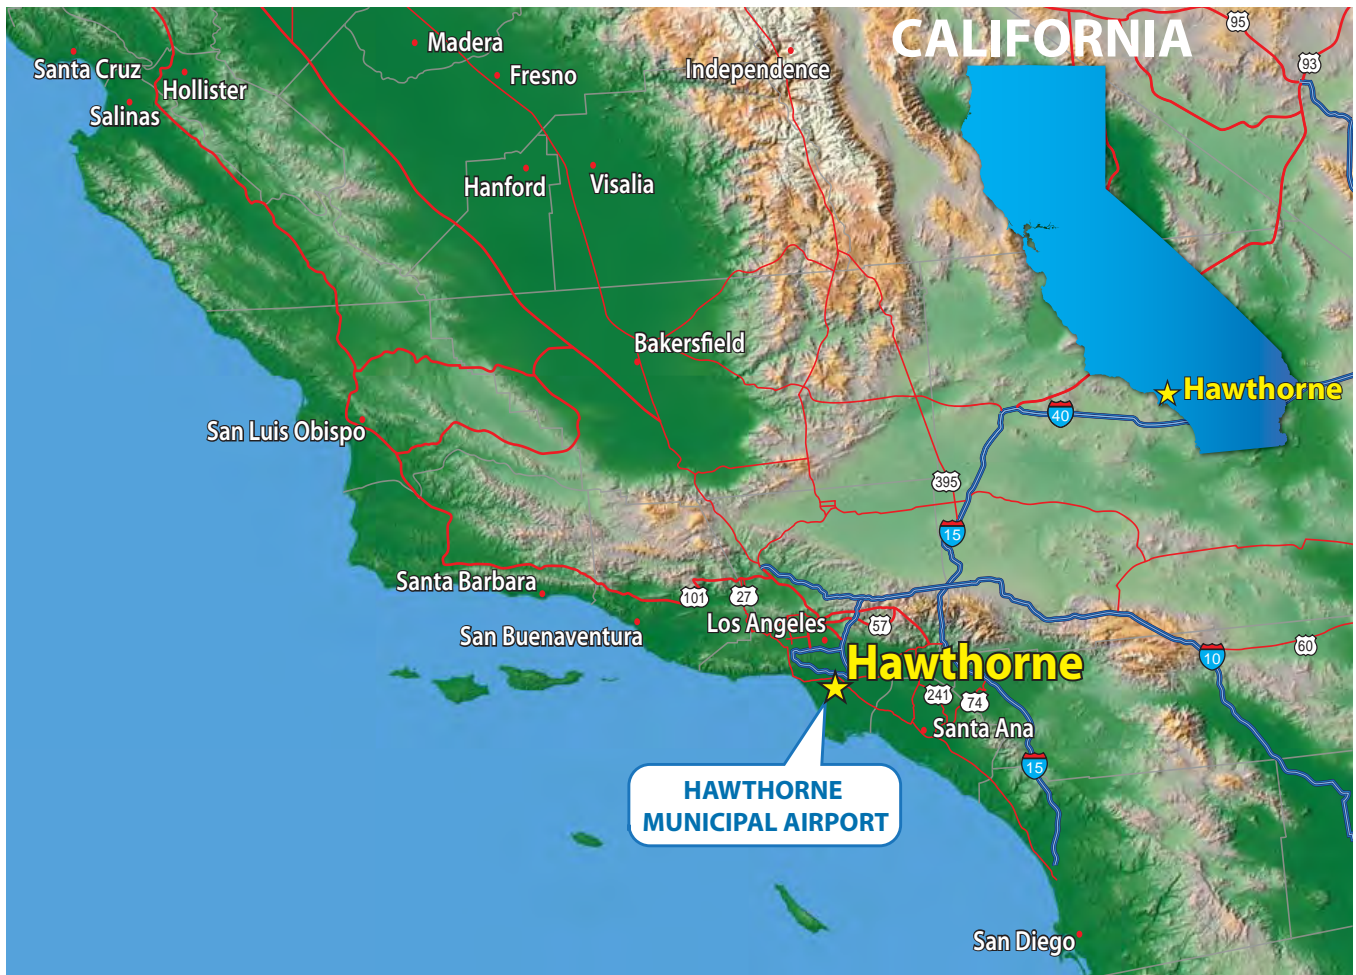 CALIFORNIA
95
93
Madera
Santa Cruz
Hollister
Fresno
Independence
Salinas
Hanford
Visalia
Bakersfield
Hawthorne
40
San Luis Obispo
395
15
Santa Barbara
101
27
San Buenaventura
Los Angeles
57
Hawthorne
60
10
241
74
Santa Ana
15
HAWTHORNE
MUNICIPAL AIRPORT
San Diego